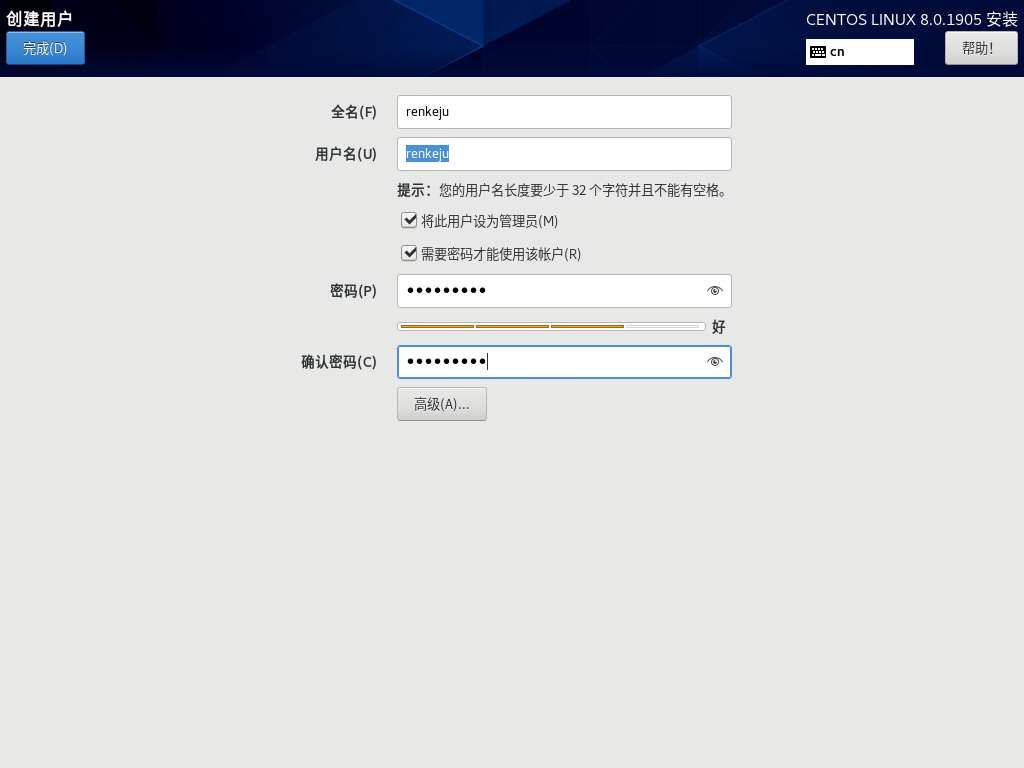 创建用户
CENTOS LINUX 8.0.1905 安装
完成(D)
cn
帮助!
全名(F)
renkeju
用户名(U)
renkeju
提示：您的用户名长度要少于 32 个字符并且不能有空格。
将此用户设为管理员(M)
需要密码才能使用该帐户(R)
密码(P)
●●●●●●●●●
好
确认密码(C)
●●●●●●●●●
高级(A)...